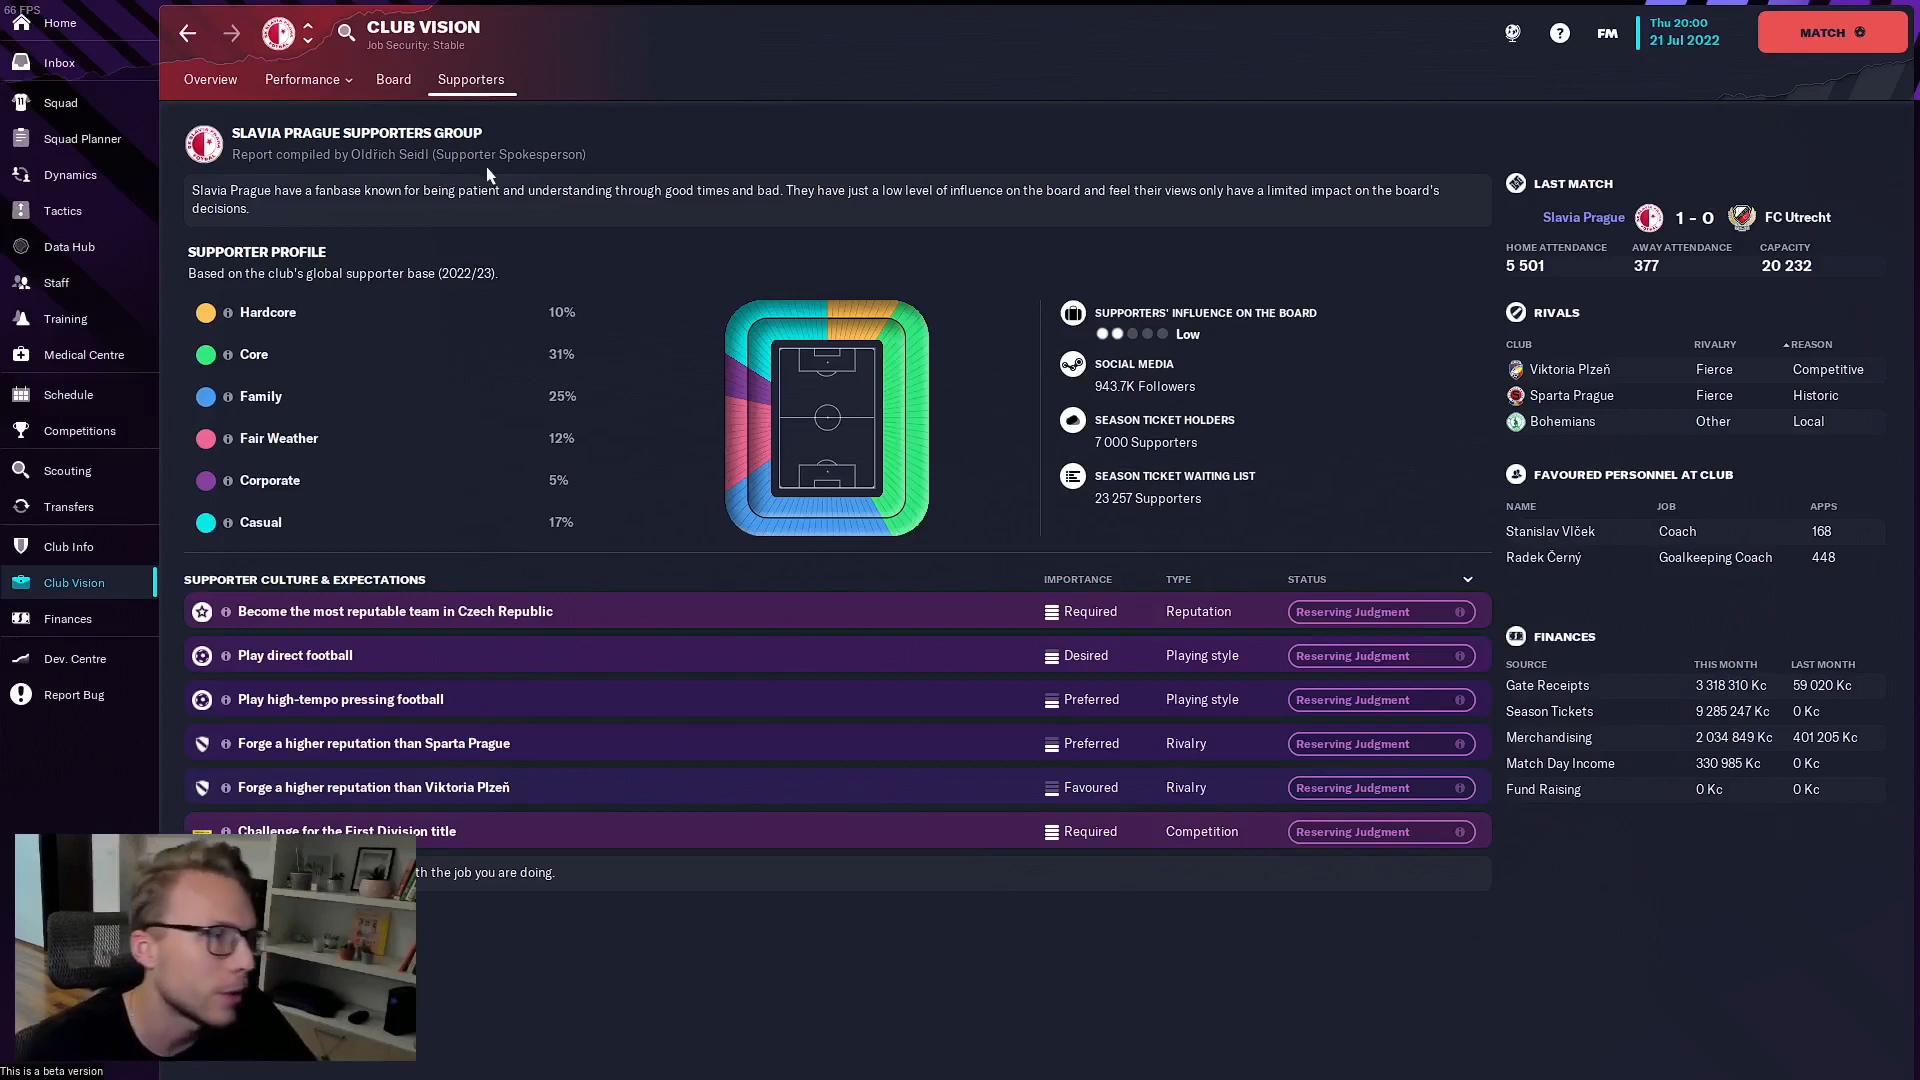 66 FPS
Home
Inbox
Squad
Squad Planner
Dynamics
Tactics
Data Hub
Staff
Training
Medical Centre
Schedule
Competitions
Scouting
Transfers
Club Info
Club Vision
Finances
Dev. Centre
Report Bug
This is a beta version
CLUB VISION
Job Security: Stable
FM
Thu 20:00
21 Jul 2022
MATCH
Overview
Performance
Board
Supporters
SLAVIA PRAGUE SUPPORTERS GROUP
Report compiled by Oldřich Seidl (Supporter Spokesperson)
Slavia Prague have a fanbase known for being patient and understanding through good times and bad. They have just a low level of influence on the board and feel their views only have a limited impact on the board's
decisions.
SUPPORTER PROFILE
Based on the club's global supporter base (2022/23).
Hardcore 10%
Core 31%
Family 25%
Fair Weather 12%
Corporate 5%
Casual 17%
SUPPORTERS' INFLUENCE ON THE BOARD
Low
SOCIAL MEDIA
943.7K Followers
SEASON TICKET HOLDERS
7 000 Supporters
SEASON TICKET WAITING LIST
23 257 Supporters
SUPPORTER CULTURE & EXPECTATIONS IMPORTANCE TYPE STATUS
Become the most reputable team in Czech Republic Required Reputation Reserving Judgment
Play direct football Desired Playing style Reserving Judgment
Play high-tempo pressing football Preferred Playing style Reserving Judgment
Forge a higher reputation than Sparta Prague Preferred Rivalry Reserving Judgment
Forge a higher reputation than Viktoria Plzeň Favoured Rivalry Reserving Judgment
Challenge for the First Division title Required Competition Reserving Judgment
the job you are doing.
LAST MATCH
Slavia Prague 1 - 0 FC Utrecht
HOME ATTENDANCE AWAY ATTENDANCE CAPACITY
5 501 377 20 232
RIVALS
CLUB RIVALRY REASON
Viktoria Plzeň Fierce Competitive
Sparta Prague Fierce Historic
Bohemians Other Local
FAVOURED PERSONNEL AT CLUB
NAME JOB APPS
Stanislav Vlček Coach 168
Radek Černý Goalkeeping Coach 448
FINANCES
SOURCE THIS MONTH LAST MONTH
Gate Receipts 3 318 310 Kc 59 020 Kc
Season Tickets 9 285 247 Kc 0 Kc
Merchandising 2 034 849 Kc 401 205 Kc
Match Day Income 330 985 Kc 0 Kc
Fund Raising 0 Kc 0 Kc